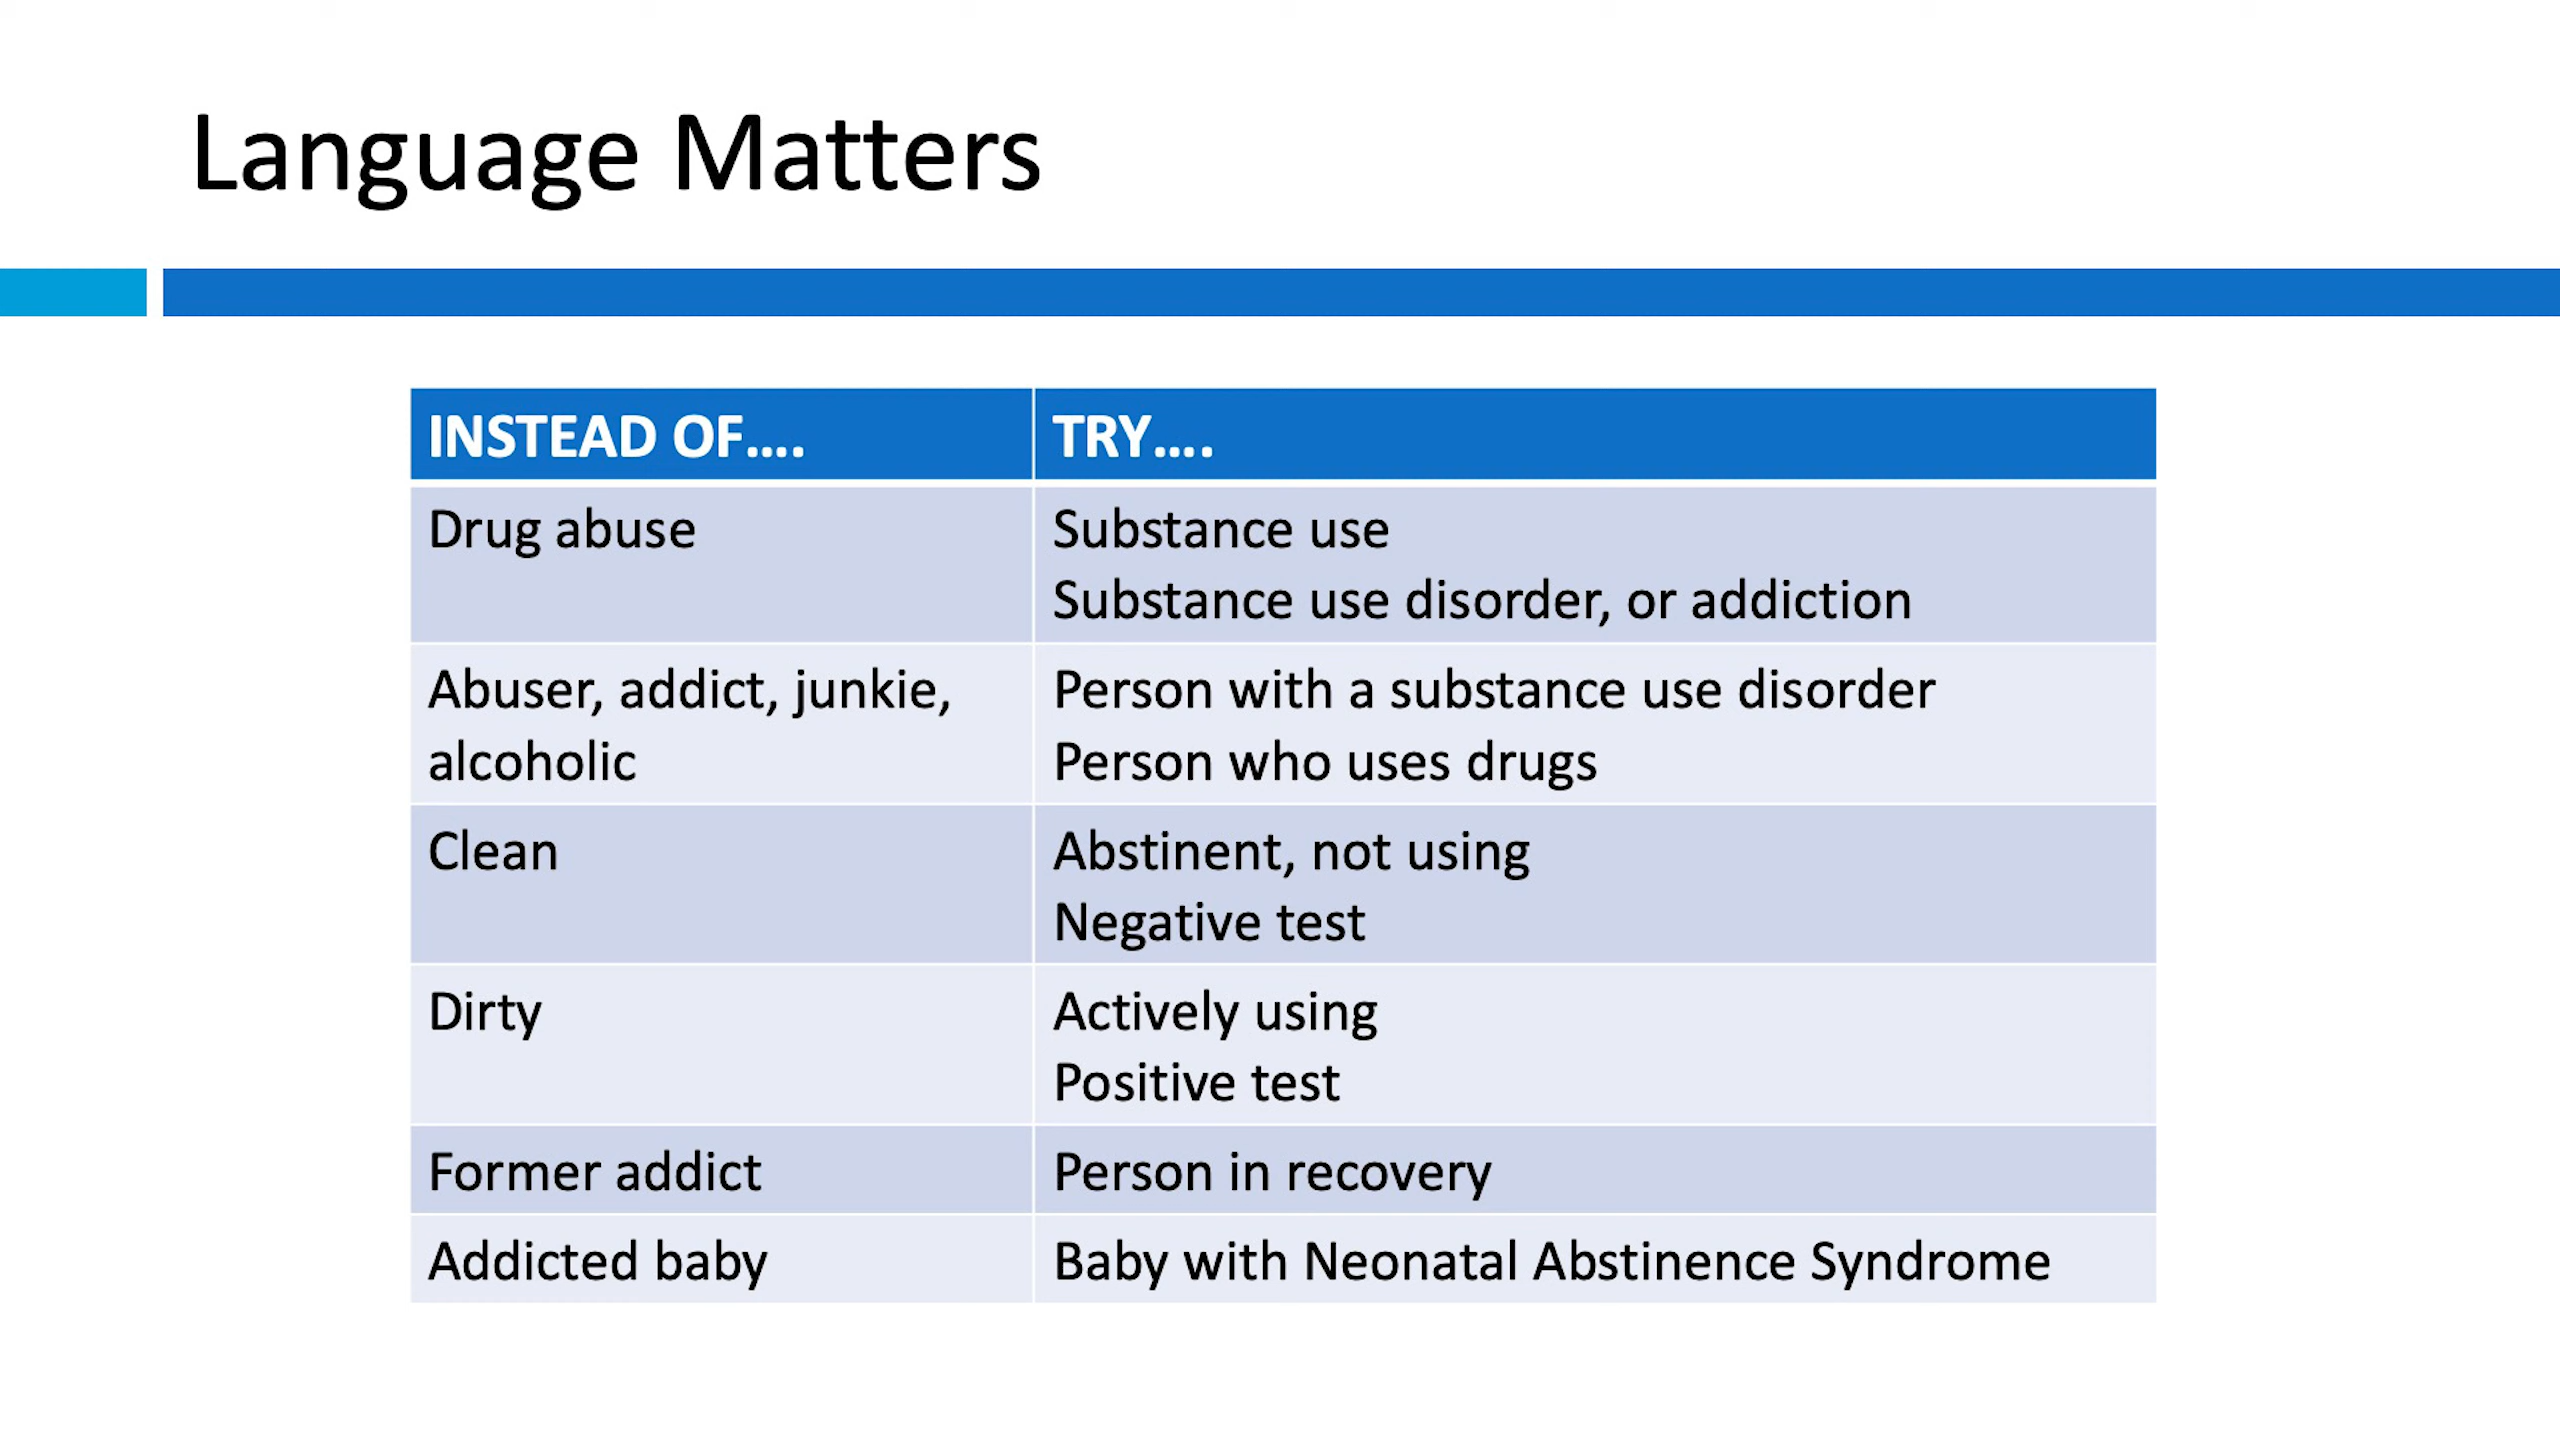 Language Matters
INSTEAD OF....
TRY....
Drug abuse
Substance use
Substance use disorder, or addiction
Abuser, addict, junkie,
alcoholic
Person with a substance use disorder
Person who uses drugs
Clean
Abstinent, not using
Negative test
Dirty
Actively using
Positive test
Former addict
Person in recovery
Addicted baby
Baby with Neonatal Abstinence Syndrome